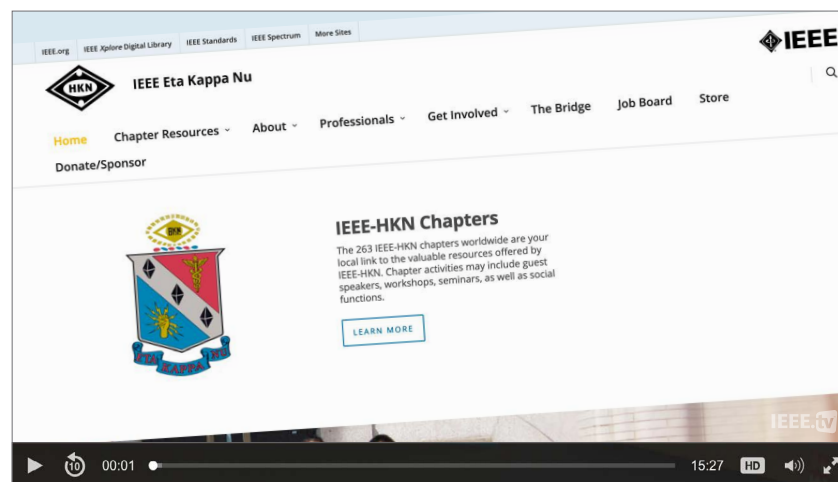 IEEE.org IEEE Xplore Digital Library IEEE Standards IEEE Spectrum More Sites
IEEE
HKN
IEEE Eta Kappa Nu
Home Chapter Resources About Professionals Get Involved The Bridge Job Board Store
Donate/Sponsor
HKN
IEEE-HKN Chapters
The 263 IEEE-HKN chapters worldwide are your
local link to the valuable resources offered by
IEEE-HKN. Chapter activities may include guest
speakers, workshops, seminars, as well as social
functions.
LEARN MORE
ETA KAPPA NU
IEEE.tv
10 00:01 15:27 HD